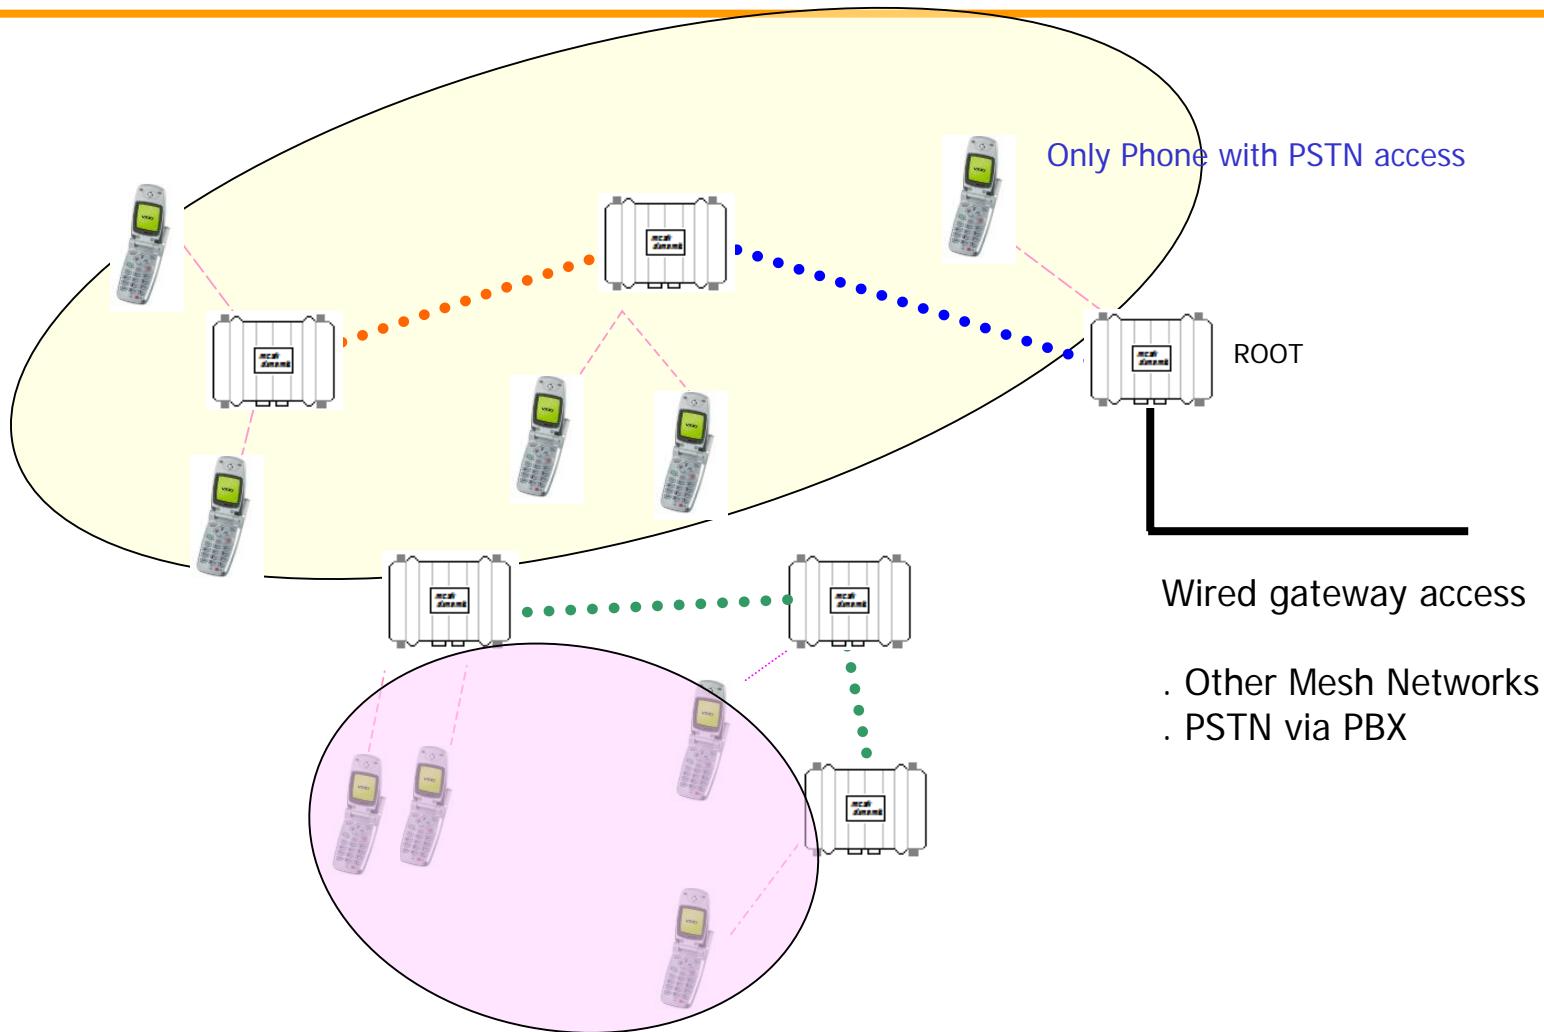 Only Phone with PSTN access
ROOT
Wired gateway access
. Other Mesh Networks
. PSTN via PBX